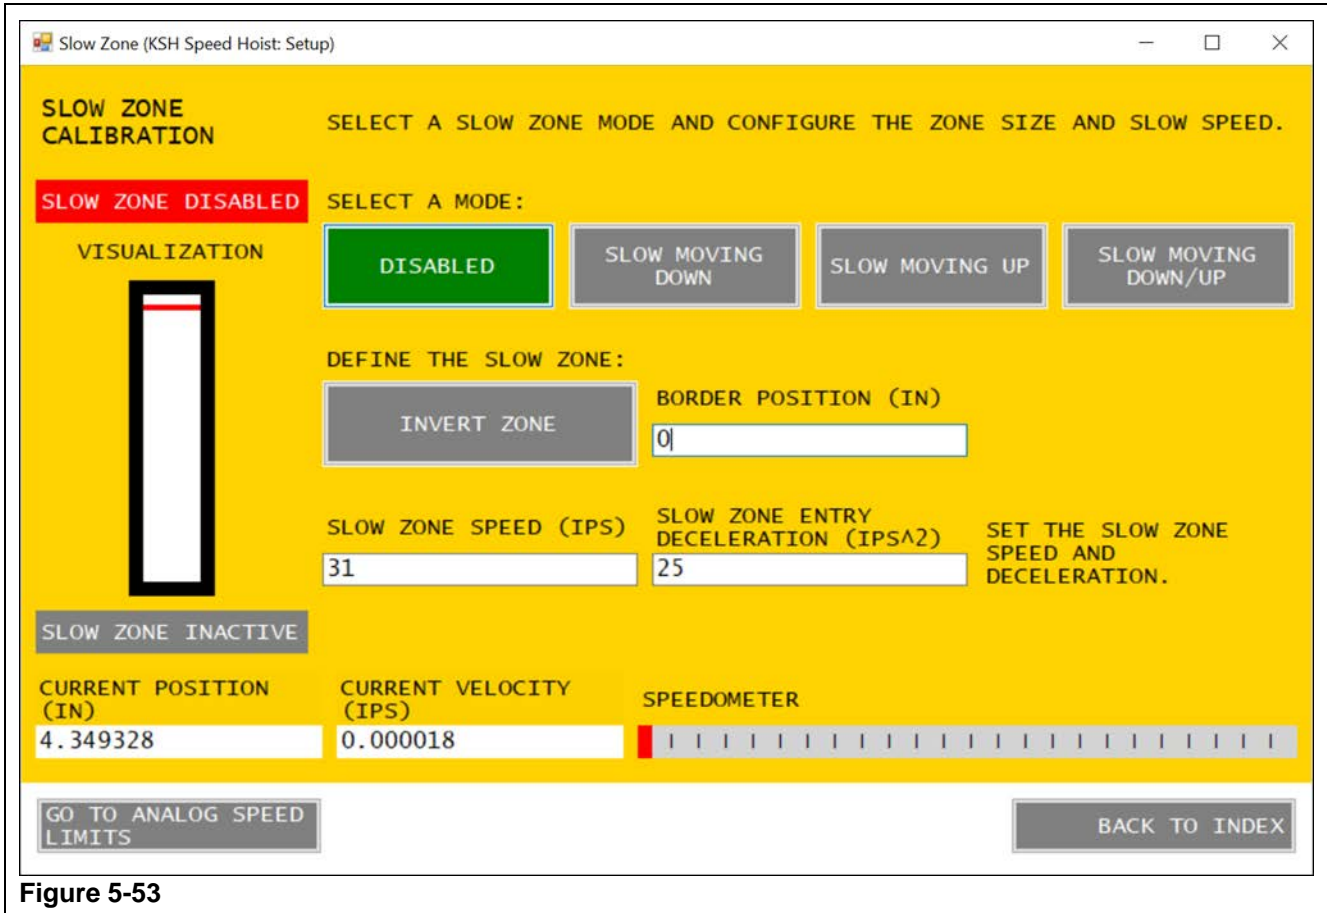 Slow Zone (KSH Speed Hoist: Setup)
SLOW ZONE
CALIBRATION
SELECT A SLOW ZONE MODE AND CONFIGURE THE ZONE SIZE AND SLOW SPEED.
SLOW ZONE DISABLED
SELECT A MODE:
VISUALIZATION
DISABLED
SLOW MOVING
DOWN
SLOW MOVING UP
SLOW MOVING
DOWN/UP
DEFINE THE SLOW ZONE:
INVERT ZONE
BORDER POSITION (IN)
0
SLOW ZONE SPEED (IPS)
31
SLOW ZONE ENTRY
DECELERATION (IPS^2)
25
SET THE SLOW ZONE
SPEED AND
DECELERATION.
SLOW ZONE INACTIVE
CURRENT POSITION
(IN)
4.349328
CURRENT VELOCITY
(IPS)
0.000018
SPEEDOMETER
GO TO ANALOG SPEED
LIMITS
BACK TO INDEX
Figure 5-53